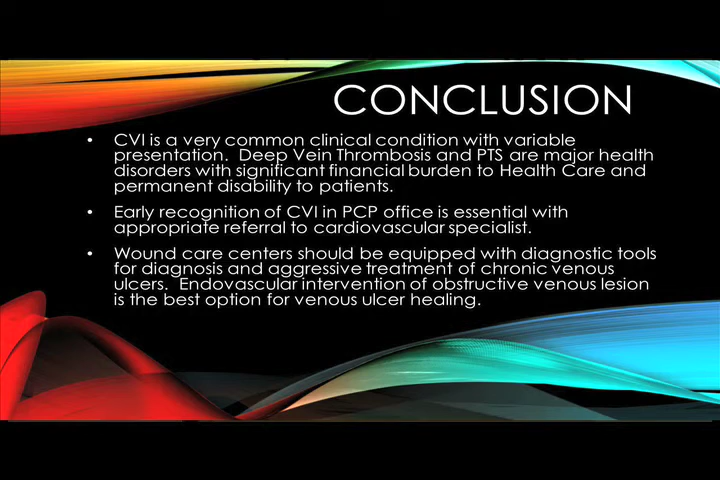 CONCLUSION
• CVI is a very common clinical condition with variable
presentation. Deep Vein Thrombosis and PTS are major health
disorders with significant financial burden to Health Care and
permanent disability to patients.
• Early recognition of CVI in PCP office is essential with
appropriate referral to cardiovascular specialist.
• Wound care centers should be equipped with diagnostic tools
for diagnosis and aggressive treatment of chronic venous
ulcers. Endovascular intervention of obstructive venous lesion
is the best option for venous ulcer healing.